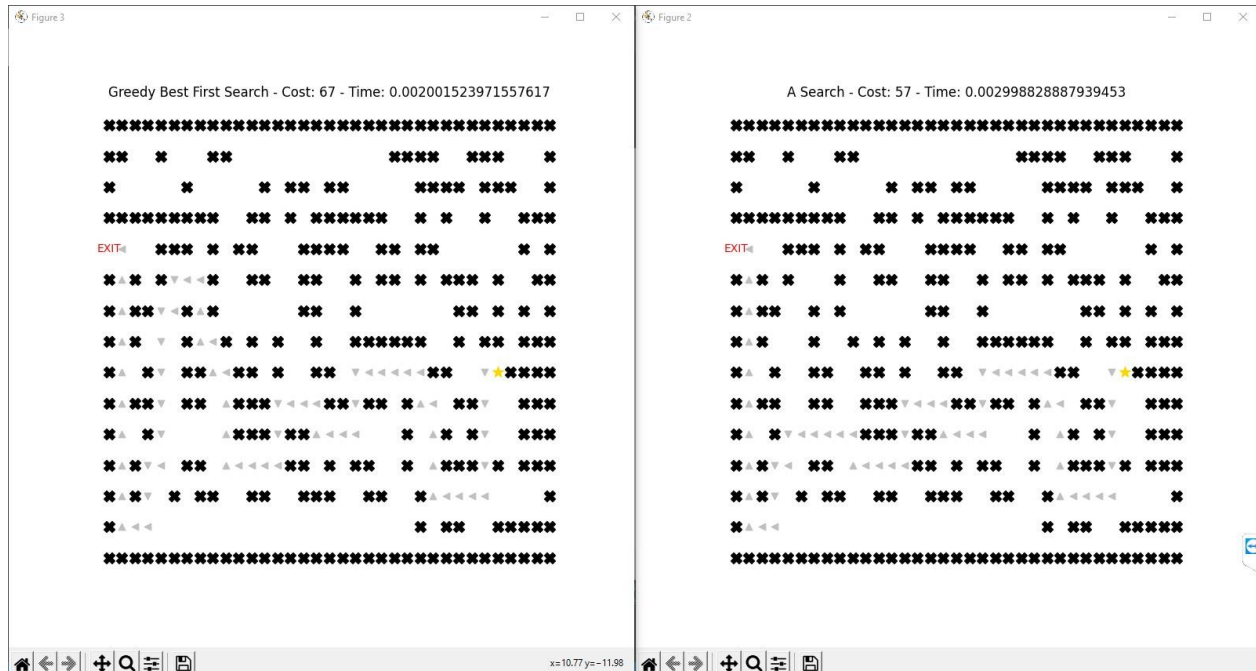 Figure 3
Greedy Best First Search - Cost: 67 - Time: 0.002001523971557617
EXIT
x=10.77 y=−11.98
Figure 2
A Search - Cost: 57 - Time: 0.002998828887939453
EXIT